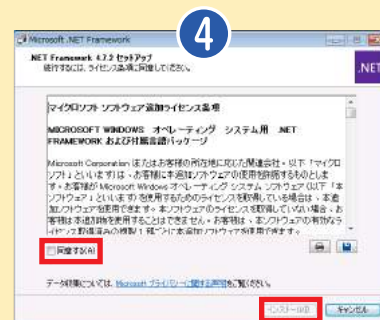 4
Microsoft .NET Framework
.NET Framework 4.7.2 セットアップ
続行するには、ライセンス条項に同意してください。
.NET
マイクロソフト ソフトウェア追加ライセンス条項
MICROSOFT WINDOWS オペレーティング システム用 .NET
FRAMEWORK および付属言語パッケージ
Microsoft Corporation (またはお客様の所在地に応じた関連会社。以下「マイクロ
ソフト」といいます) は、お客様に本追加ソフトウェアの使用許諾するものとしま
す。お客様が Microsoft Windows オペレーティング システム ソフトウェア (以下「本
ソフトウェア」といいます) を使用するためのライセンスを取得している場合は、本追
加ソフトウェアを使用できます。本ソフトウェアのライセンスを取得していない場合、お
客様は本追加物を使用することはできません。お客様は、本ソフトウェアの有効なラ
同意する(A)
データ収集については、Microsoft プライバシーに関する声明をご覧ください。
インストール(I)
キャンセル